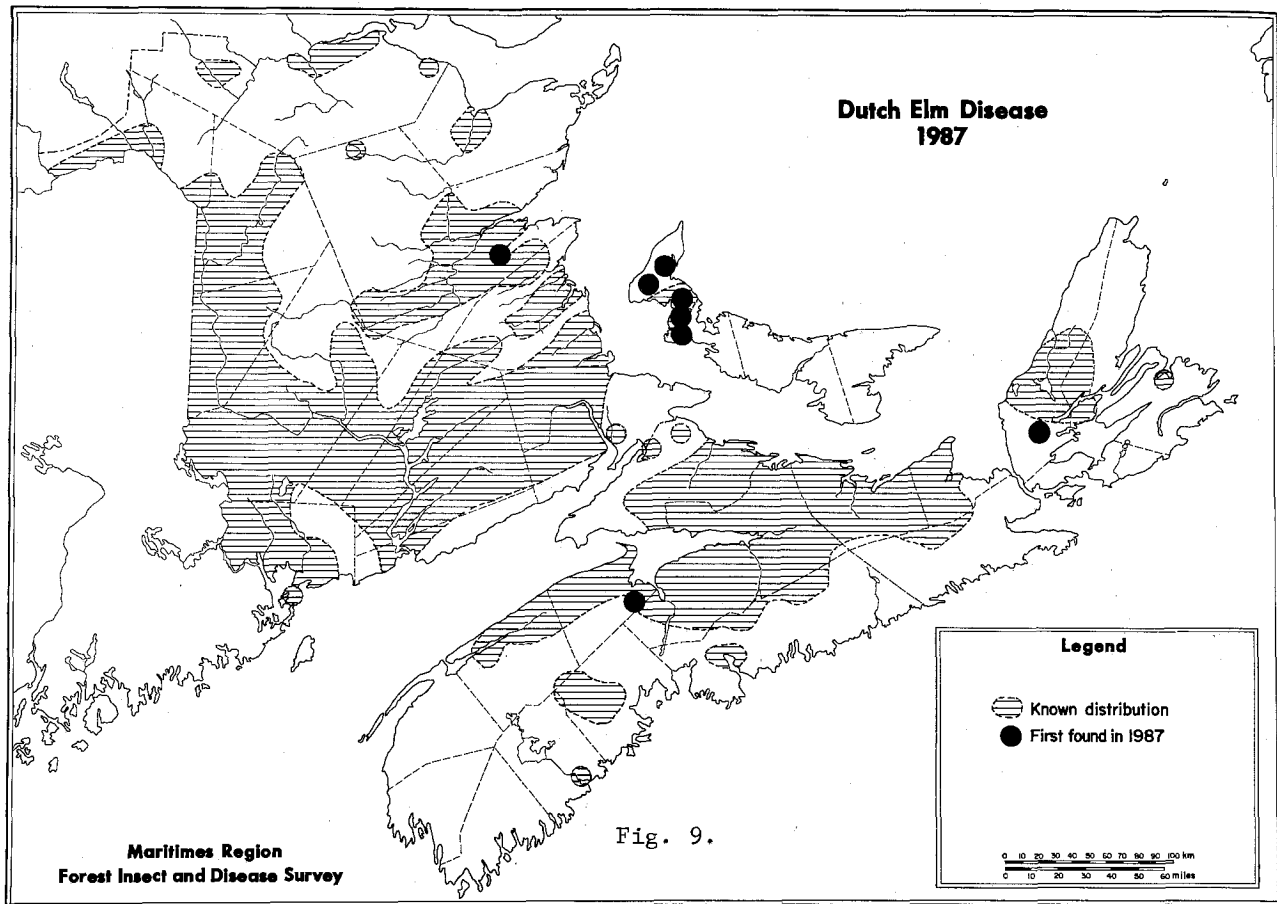 Dutch Elm Disease
1987
Legend
Known distribution
First found in 1987
Fig. 9.
Maritimes Region
Forest Insect and Disease Survey
0 10 20 30 40 50 60 70 80 90 100 km
0 10 20 30 40 50 60 miles